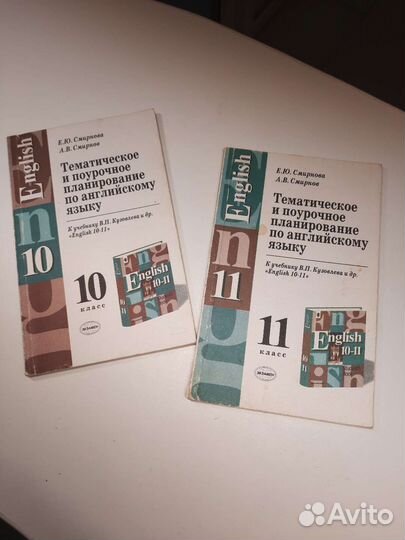 English
10
Е.Ю. Смирнова
А.В. Смирнов
Тематическое
и поурочное
планирование
по английскому
языку
К учебнику В.П. Кузовлева и др.
«English 10-11»
10
класс
English
10-11
ЭКЗАМЕН
English
11
Е.Ю. Смирнова
А.В. Смирнов
Тематическое
и поурочное
планирование
по английскому
языку
К учебнику В.П. Кузовлева и др.
«English 10-11»
11
класс
English
10-11
ЭКЗАМЕН
Avito